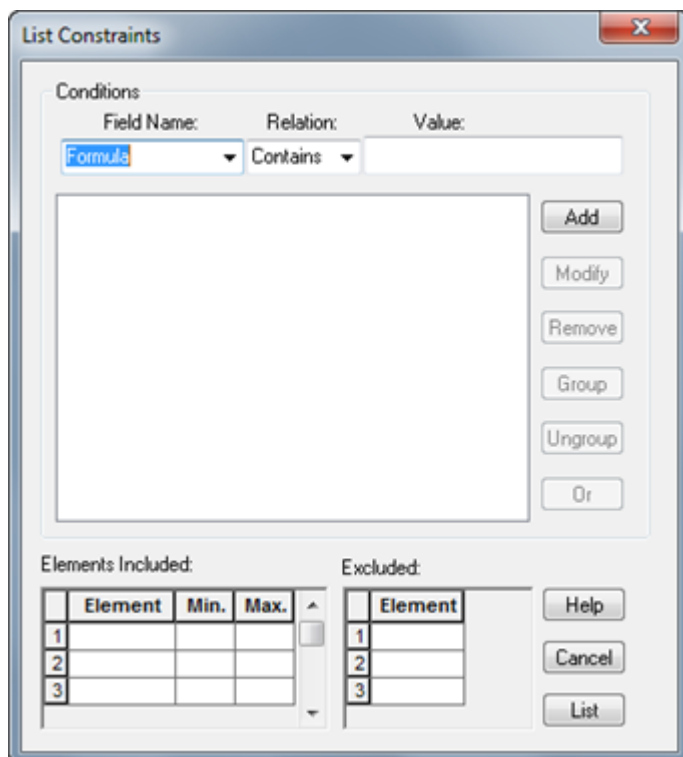 List Constraints
x
Conditions
Field Name: Relation: Value:
Formula Contains
Add
Modify
Remove
Group
Ungroup
Or
Elements Included: Excluded:
Element Min. Max. Element
1 1
2 2
3 3
Help
Cancel
List